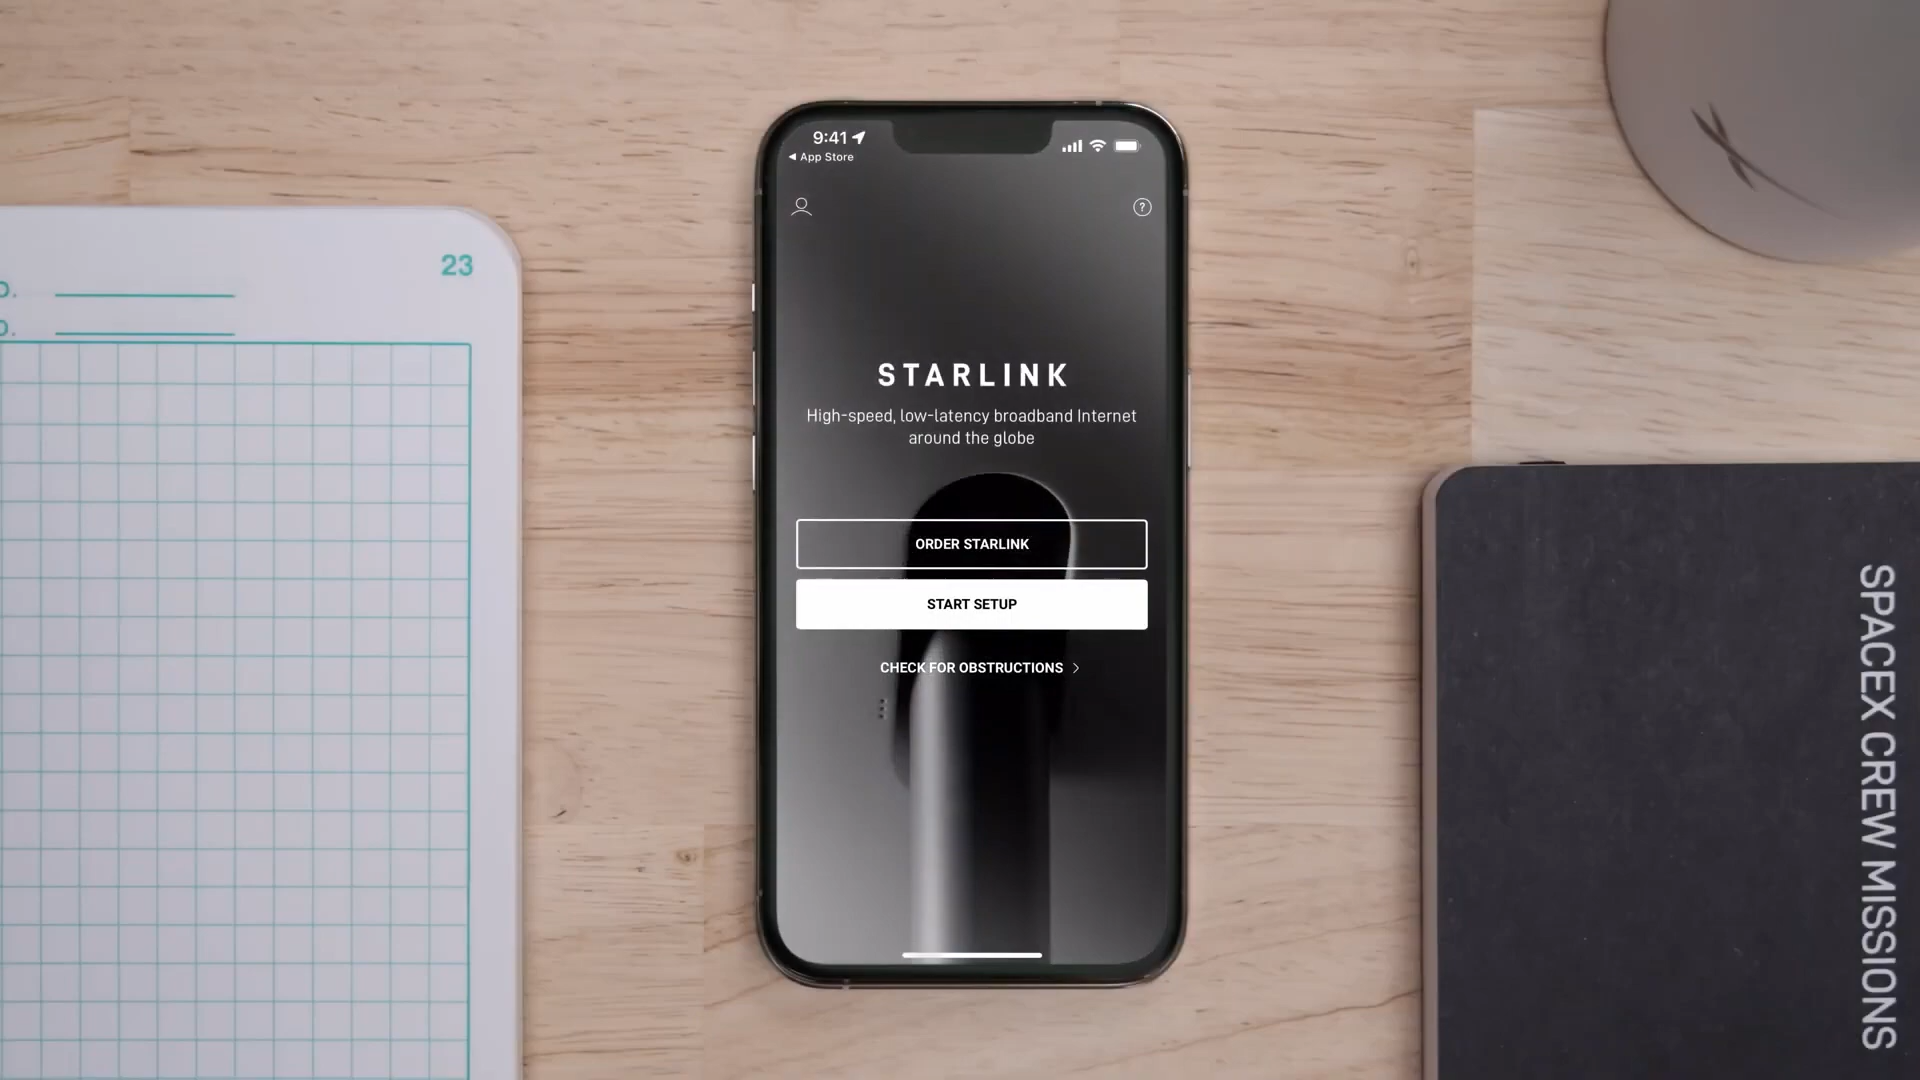 9:41
App Store
STARLINK
High-speed, low-latency broadband Internet
around the globe
ORDER STARLINK
START SETUP
CHECK FOR OBSTRUCTIONS
23
SPACEX CREW MISSIONS